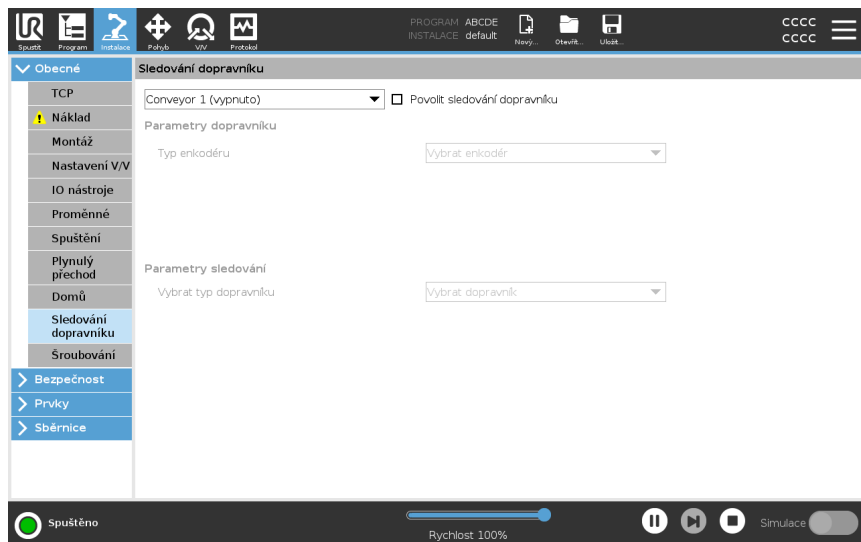 UR
PROGRAM ABCDE
INSTALACE default
CCCC
CCCC
Spustit Program Instalace Pohyb V/V Protokol Nový... Otevřít... Uložit...
Obecné
Sledování dopravníku
TCP
Náklad
Montáž
Nastavení V/V
IO nástroje
Proměnné
Spuštění
Plynulý
přechod
Domů
Sledování
dopravníku
Šroubování
Bezpečnost
Prvky
Sběrnice
Conveyor 1 (vypnuto)
Povolit sledování dopravníku
Parametry dopravníku
Typ enkodéru
Vybrat enkodér
Parametry sledování
Vybrat typ dopravníku
Vybrat dopravník
Spuštěno
Rychlost 100%
Simulace